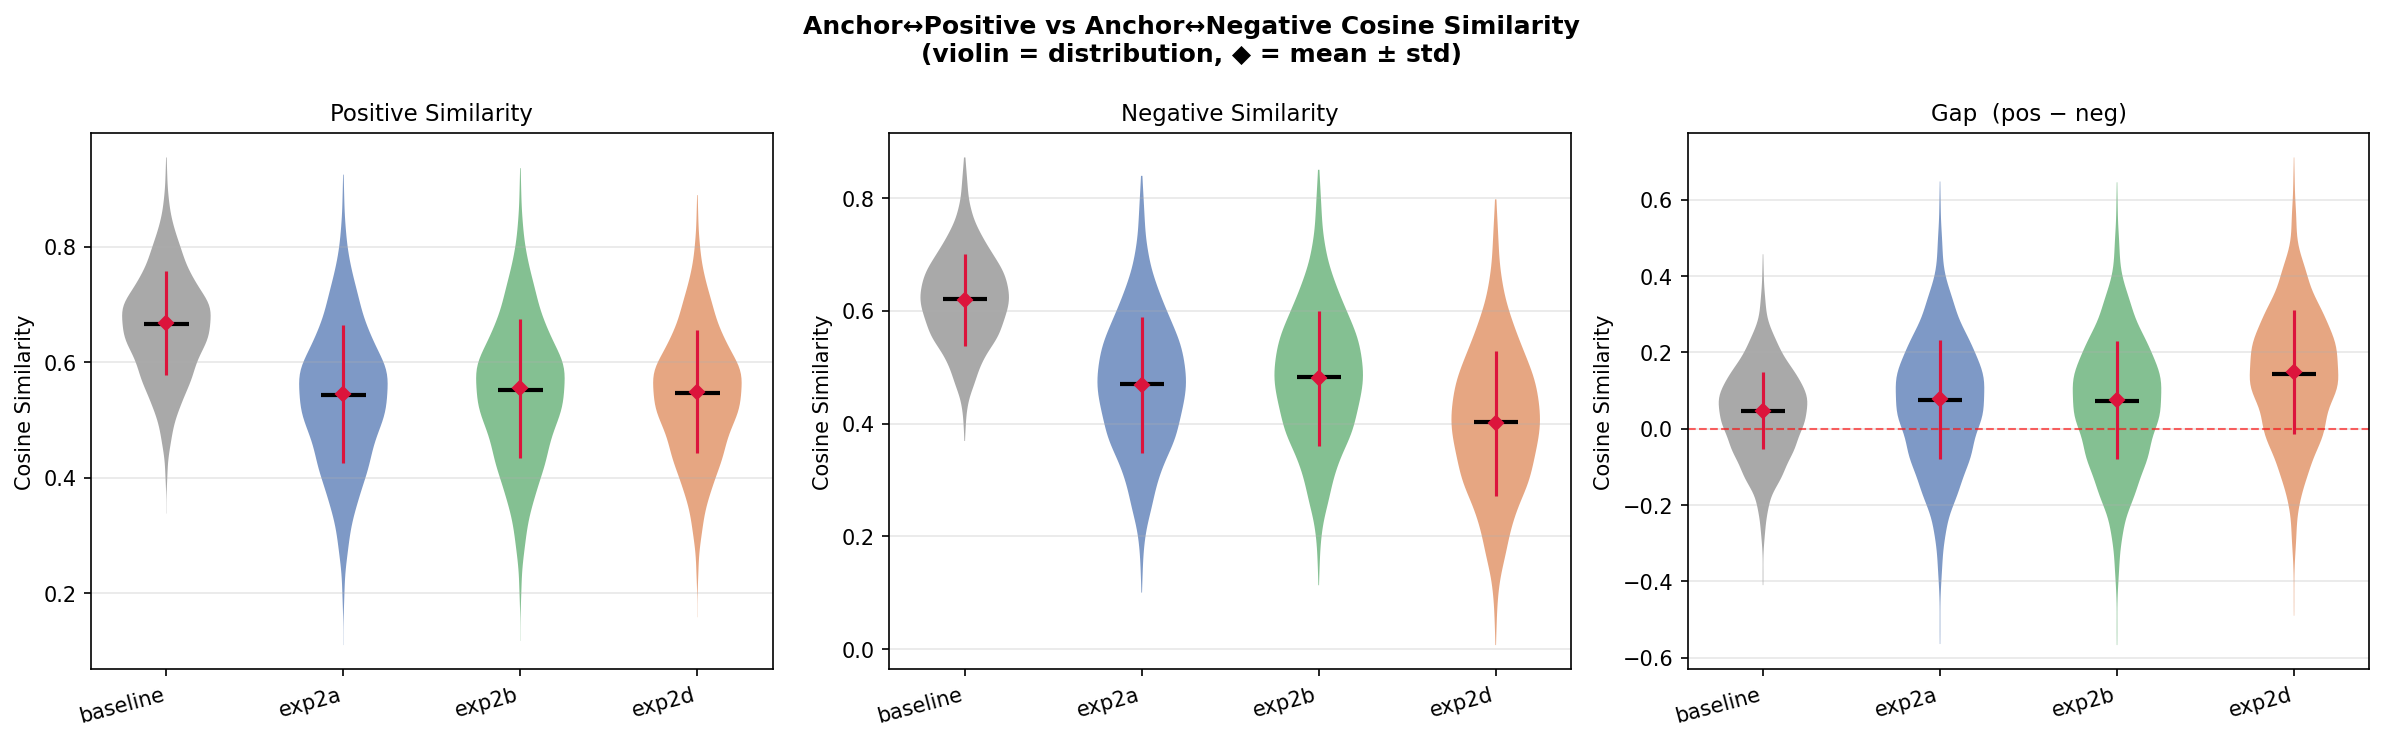 Anchor↔Positive vs Anchor↔Negative Cosine Similarity
(violin = distribution, ◆ = mean ± std)
Positive Similarity
Cosine Similarity
0.8
0.6
0.4
0.2
baseline
exp2a
exp2b
exp2d
Negative Similarity
Cosine Similarity
0.8
0.6
0.4
0.2
0.0
baseline
exp2a
exp2b
exp2d
Gap (pos − neg)
Cosine Similarity
0.6
0.4
0.2
0.0
−0.2
−0.4
−0.6
baseline
exp2a
exp2b
exp2d